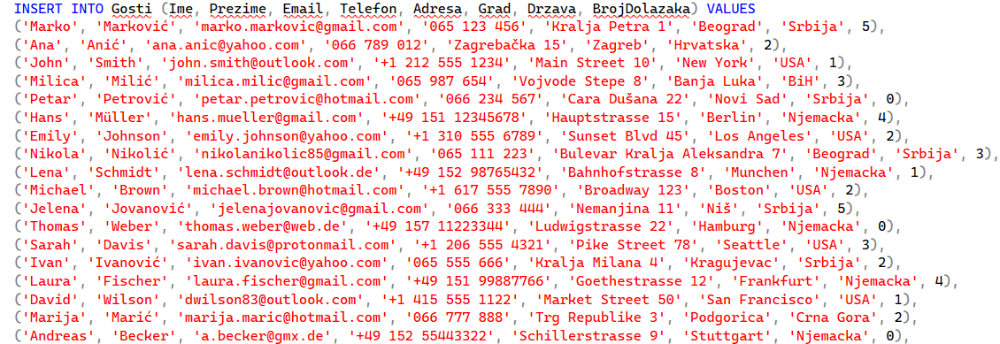 INSERT INTO Gosti (Ime, Prezime, Email, Telefon, Adresa, Grad, Drzava, BrojDolazaka) VALUES
('Marko', 'Marković', 'marko.markovic@gmail.com', '065 123 456', 'Kralja Petra 1', 'Beograd', 'Srbija', 5),
('Ana', 'Anić', 'ana.anic@yahoo.com', '066 789 012', 'Zagrebačka 15', 'Zagreb', 'Hrvatska', 2),
('John', 'Smith', 'john.smith@outlook.com', '+1 212 555 1234', 'Main Street 10', 'New York', 'USA', 1),
('Milica', 'Milić', 'milica.milic@gmail.com', '065 987 654', 'Vojvode Stepe 8', 'Banja Luka', 'BiH', 3),
('Petar', 'Petrović', 'petar.petrovic@hotmail.com', '066 234 567', 'Cara Dušana 22', 'Novi Sad', 'Srbija', 0),
('Hans', 'Müller', 'hans.mueller@gmail.com', '+49 151 12345678', 'Hauptstrasse 15', 'Berlin', 'Njemacka', 4),
('Emily', 'Johnson', 'emily.johnson@yahoo.com', '+1 310 555 6789', 'Sunset Blvd 45', 'Los Angeles', 'USA', 2),
('Nikola', 'Nikolić', 'nikolanikolic85@gmail.com', '065 111 223', 'Bulevar Kralja Aleksandra 7', 'Beograd', 'Srbija', 3),
('Lena', 'Schmidt', 'lena.schmidt@outlook.de', '+49 152 98765432', 'Bahnhofstrasse 8', 'Munchen', 'Njemacka', 1),
('Michael', 'Brown', 'michael.brown@hotmail.com', '+1 617 555 7890', 'Broadway 123', 'Boston', 'USA', 2),
('Jelena', 'Jovanović', 'jelenajovanovic@gmail.com', '066 333 444', 'Nemanjina 11', 'Niš', 'Srbija', 5),
('Thomas', 'Weber', 'thomas.weber@web.de', '+49 157 11223344', 'Ludwigstrasse 22', 'Hamburg', 'Njemacka', 0),
('Sarah', 'Davis', 'sarah.davis@protonmail.com', '+1 206 555 4321', 'Pike Street 78', 'Seattle', 'USA', 3),
('Ivan', 'Ivanović', 'ivan.ivanovic@yahoo.com', '065 555 666', 'Kralja Milana 4', 'Kragujevac', 'Srbija', 2),
('Laura', 'Fischer', 'laura.fischer@gmail.com', '+49 151 99887766', 'Goethestrasse 12', 'Frankfurt', 'Njemacka', 4),
('David', 'Wilson', 'dwilson83@outlook.com', '+1 415 555 1122', 'Market Street 50', 'San Francisco', 'USA', 1),
('Marija', 'Marić', 'marija.maric@hotmail.com', '066 777 888', 'Trg Republike 3', 'Podgorica', 'Crna Gora', 2),
('Andreas', 'Becker', 'a.becker@gmx.de', '+49 152 55443322', 'Schillerstrasse 9', 'Stuttgart', 'Njemacka', 0),